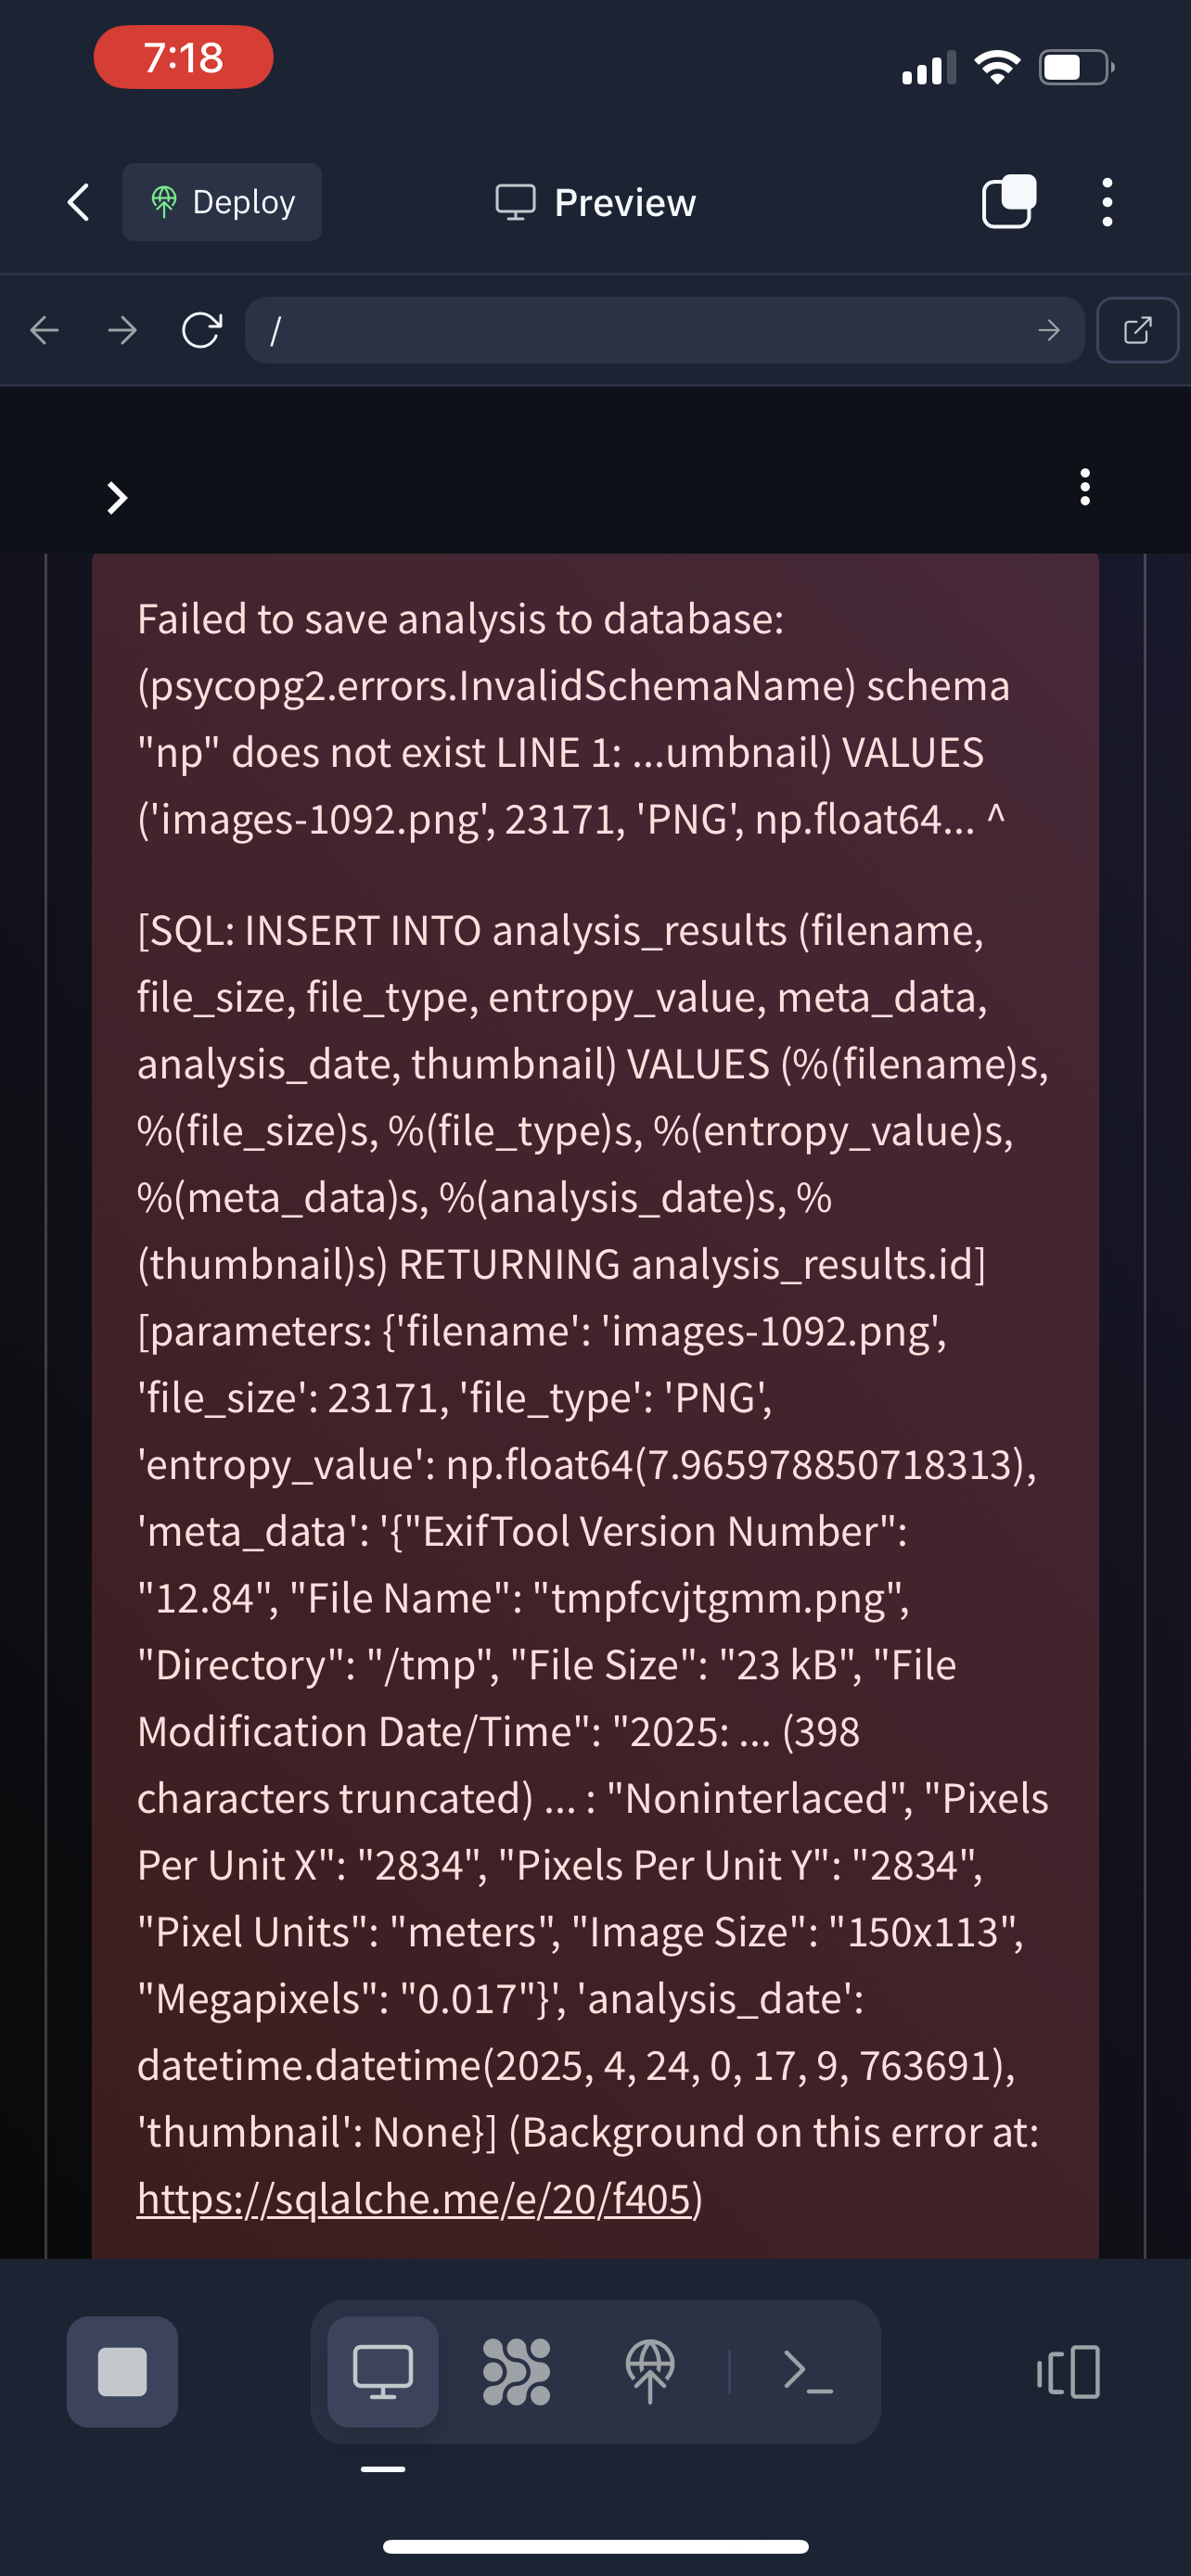 7:18
Deploy
Preview
/
Failed to save analysis to database:
(psycopg2.errors.InvalidSchemaName) schema
"np" does not exist LINE 1: ...umbnail) VALUES
('images-1092.png', 23171, 'PNG', np.float64... ^
[SQL: INSERT INTO analysis_results (filename,
file_size, file_type, entropy_value, meta_data,
analysis_date, thumbnail) VALUES (%(filename)s,
%(file_size)s, %(file_type)s, %(entropy_value)s,
%(meta_data)s, %(analysis_date)s, %
(thumbnail)s) RETURNING analysis_results.id]
[parameters: {'filename': 'images-1092.png',
'file_size': 23171, 'file_type': 'PNG',
'entropy_value': np.float64(7.965978850718313),
'meta_data': '{"ExifTool Version Number":
"12.84", "File Name": "tmpfcvjtgmm.png",
"Directory": "/tmp", "File Size": "23 kB", "File
Modification Date/Time": "2025: ... (398
characters truncated) ... : "Noninterlaced", "Pixels
Per Unit X": "2834", "Pixels Per Unit Y": "2834",
"Pixel Units": "meters", "Image Size": "150x113",
"Megapixels": "0.017"}', 'analysis_date':
datetime.datetime(2025, 4, 24, 0, 17, 9, 763691),
'thumbnail': None}] (Background on this error at:
https://sqlalche.me/e/20/f405)